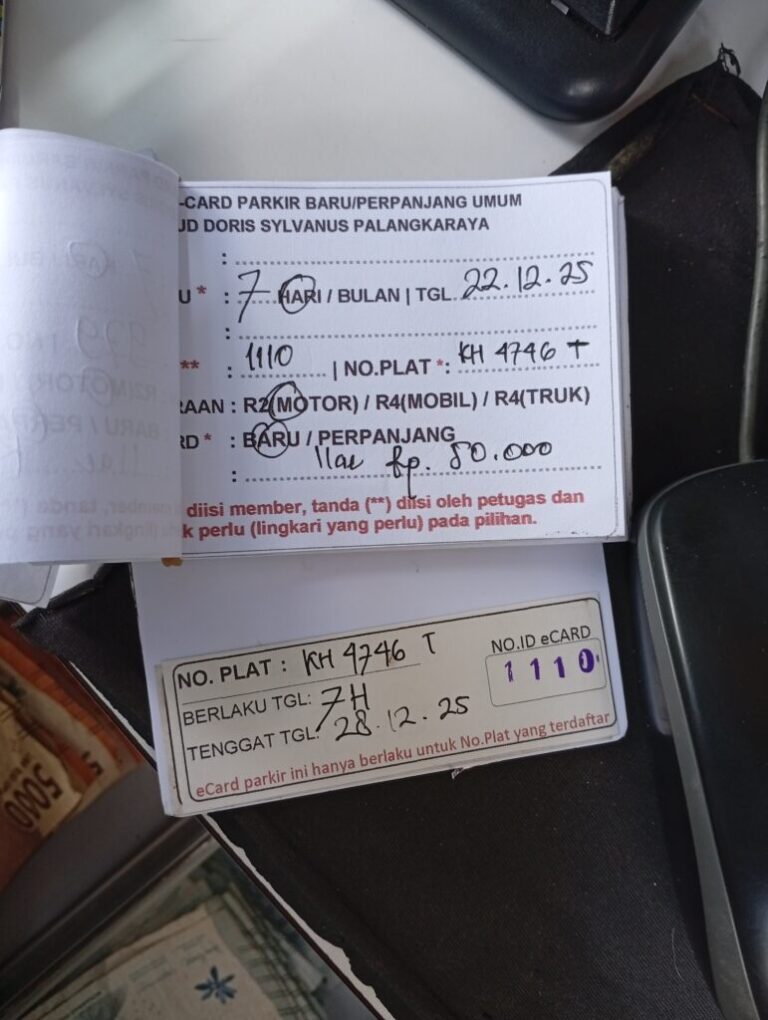 -CARD PARKIR BARU/PERPANJANG UMUM
UD DORIS SYLVANUS PALANGKARAYA
:
U * : 7 HARI / BULAN | TGL. 22.12.25
:
** : 1110 | NO.PLAT *: KH 4746 T
RAAN : R2(MOTOR) / R4(MOBIL) / R4(TRUK)
RD * : BARU / PERPANJANG
: Rp. 50.000
diisi member, tanda (**) diisi oleh petugas dan
k perlu (lingkari yang perlu) pada pilihan.
NO. PLAT : KH 4746 T
NO.ID eCARD
1110
BERLAKU TGL: 7H
TENGGAT TGL: 28.12.25
eCard parkir ini hanya berlaku untuk No.Plat yang terdaftar
5000